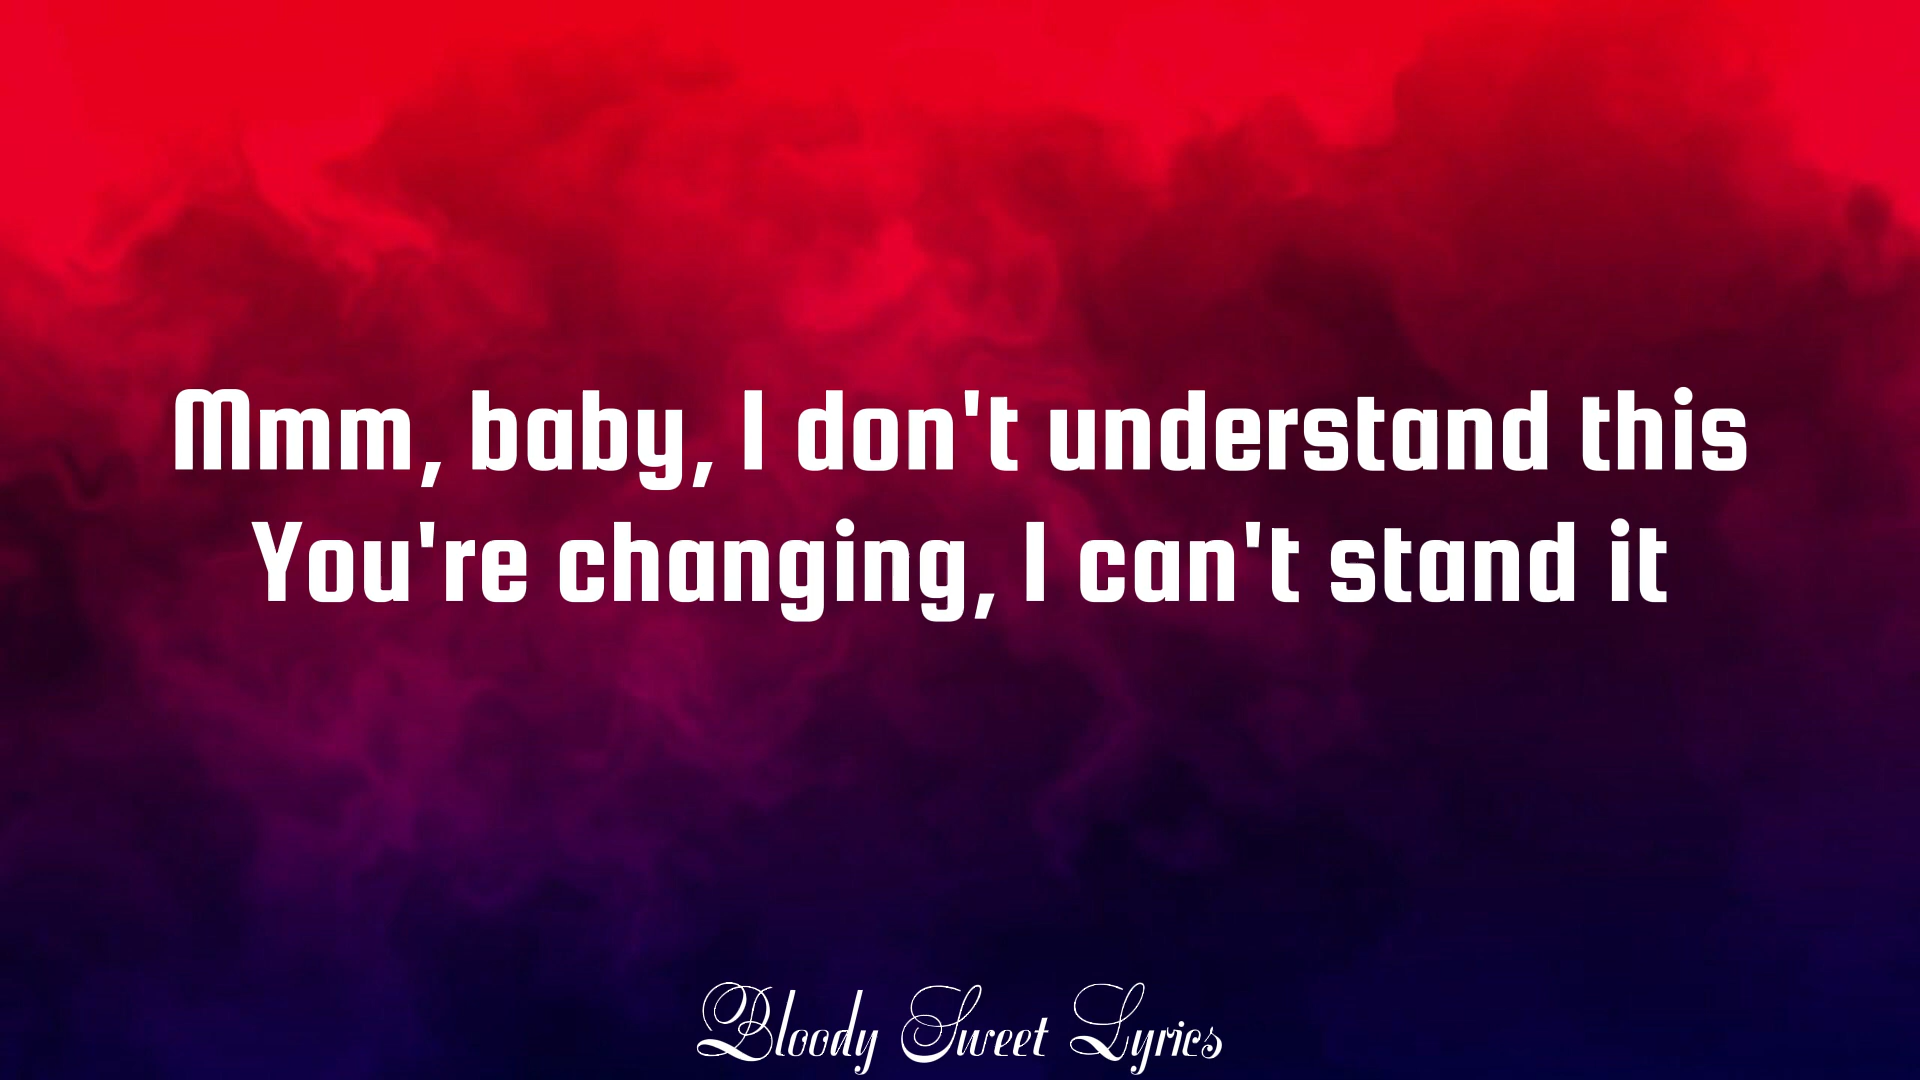 Mmm, baby, I don't understand this
You're changing, I can't stand it
Bloody Sweet Lyrics